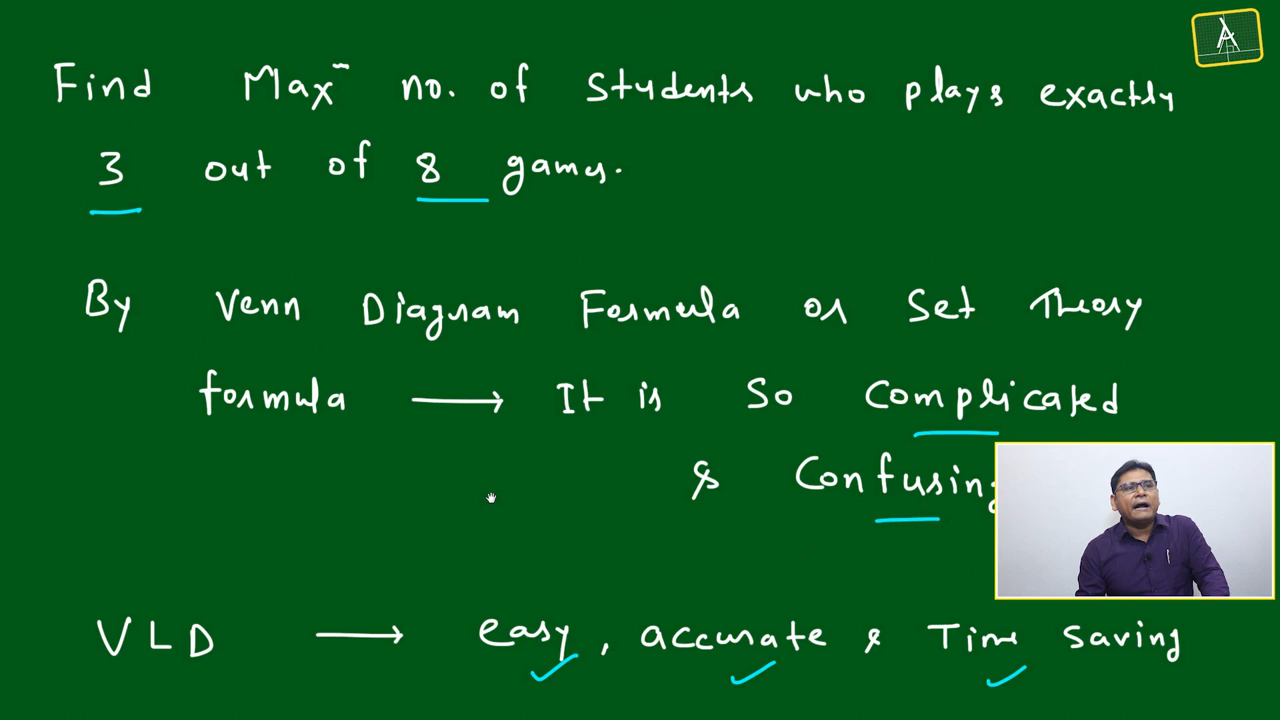 Find Max^m no. of students who plays exactly
3 out of 8 games.
By Venn Diagram Formula or Set Theory
formula → It is so complicated
& Confusing
VLD → easy, accurate & Time saving